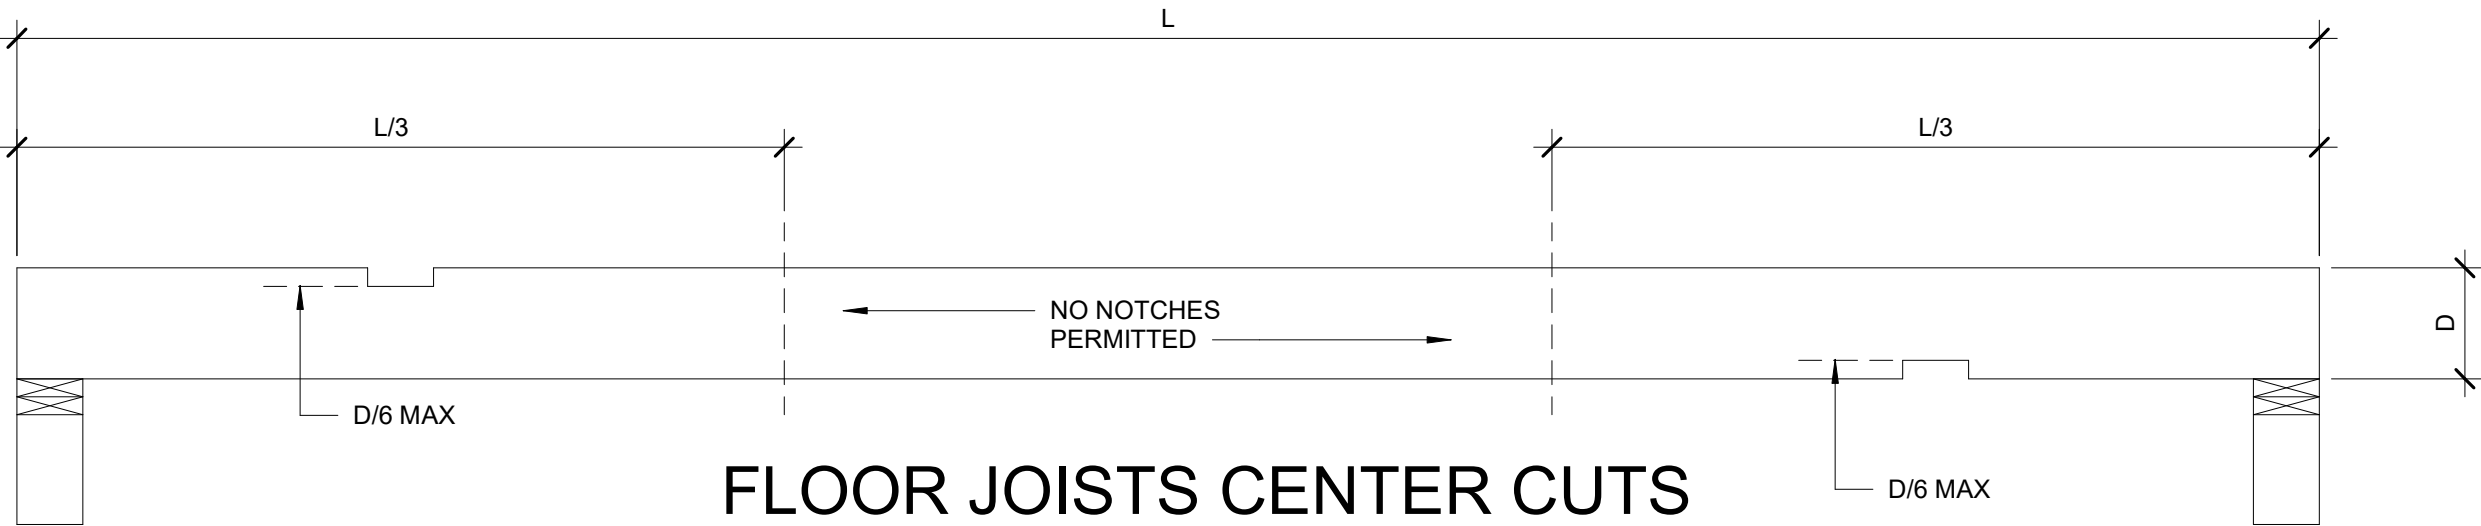 L
L/3
L/3
NO NOTCHES
PERMITTED
D
D/6 MAX
D/6 MAX
FLOOR JOISTS CENTER CUTS